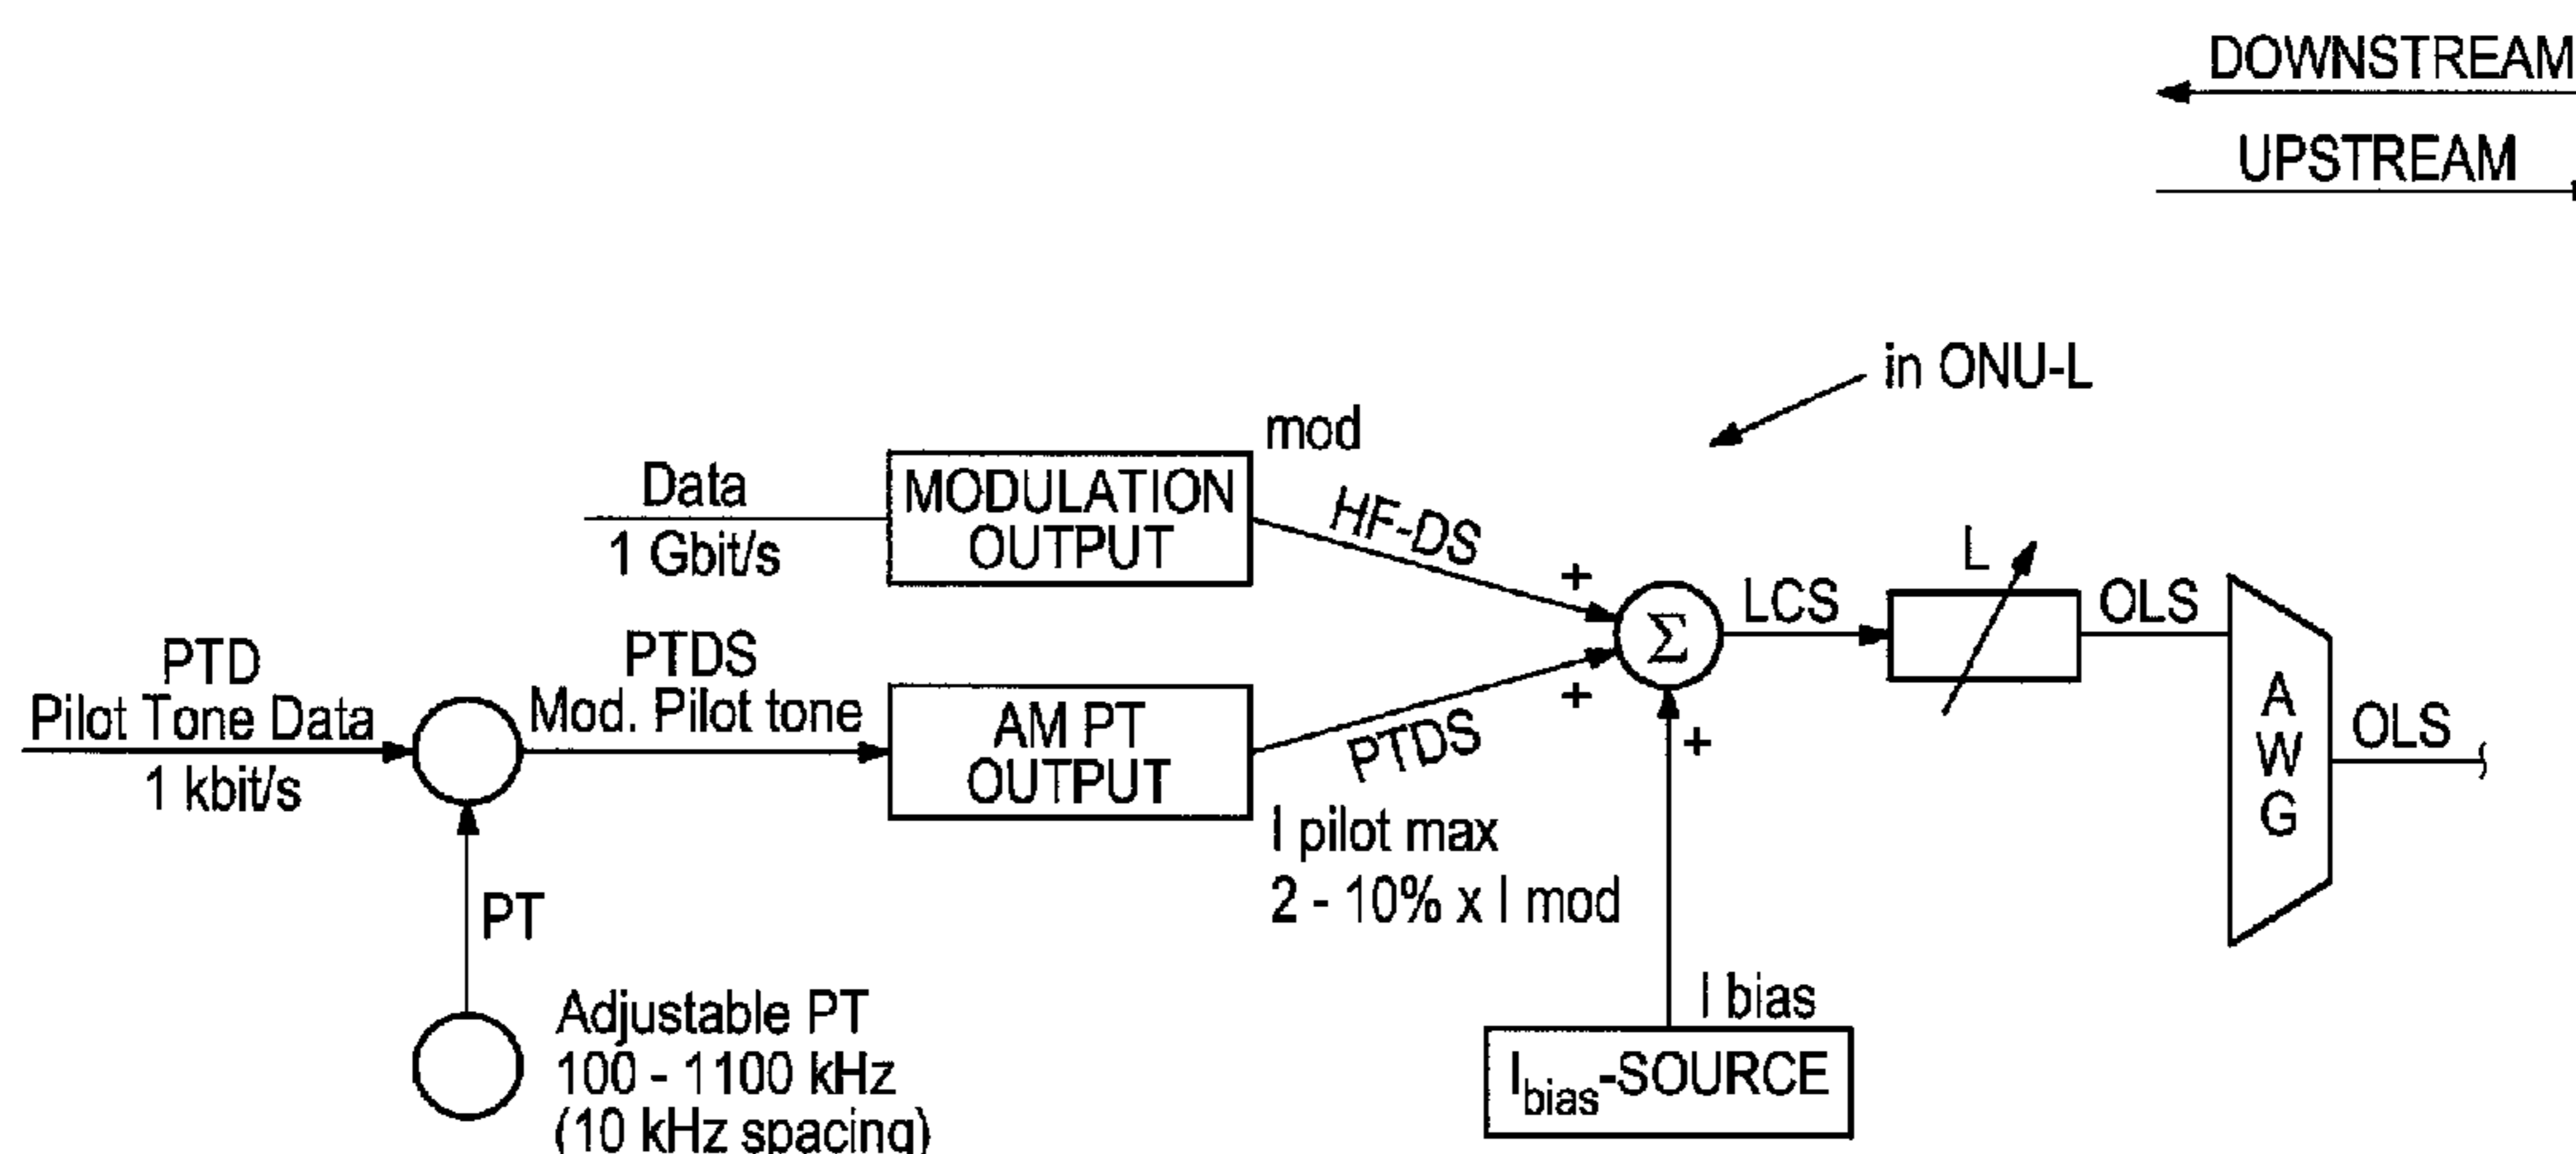 DOWNSTREAM
UPSTREAM
in ONU-L
mod
Data
1 Gbit/s
MODULATION
OUTPUT
HF-DS
+
L
PTD
Pilot Tone Data
1 kbit/s
PTDS
Mod. Pilot tone
AM PT
OUTPUT
PTDS
+
Σ
LCS
OLS
A
W
G
OLS
+
I pilot max
2 - 10% x I mod
PT
Adjustable PT
100 - 1100 kHz
(10 kHz spacing)
I bias
Ibias-SOURCE